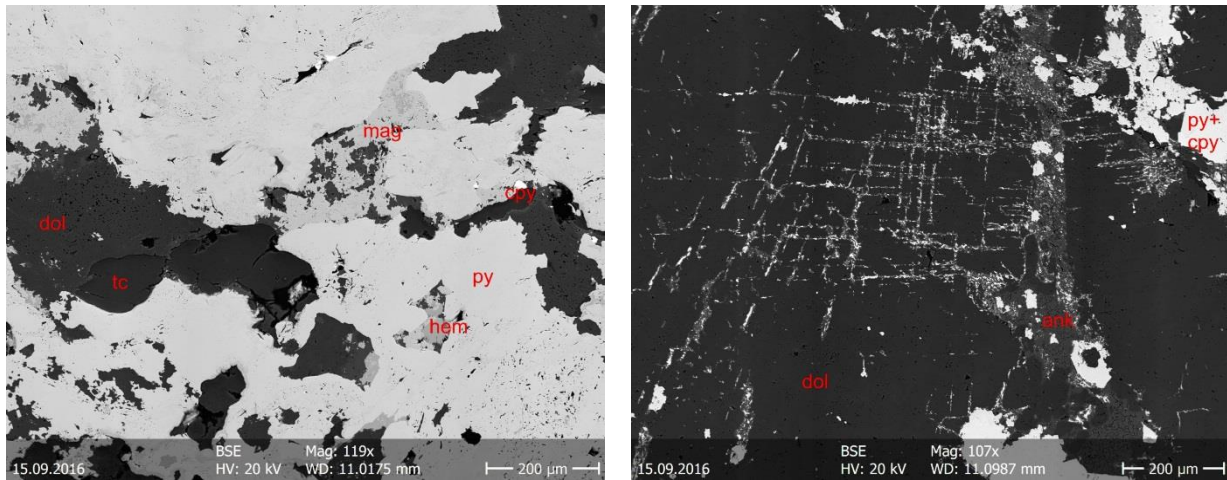 mag
cpy
dol
tc
py
hem
BSE
Mag: 119x
15.09.2016
HV: 20 kV
WD: 11.0175 mm
200 µm
py+
cpy
ank
dol
BSE
Mag: 107x
15.09.2016
HV: 20 kV
WD: 11.0987 mm
200 µm